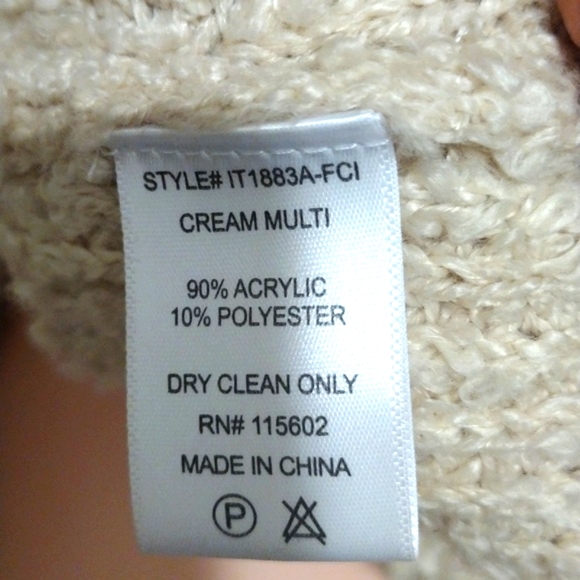 STYLE# IT1883A-FCI
CREAM MULTI
90% ACRYLIC
10% POLYESTER
DRY CLEAN ONLY
RN# 115602
MADE IN CHINA
P